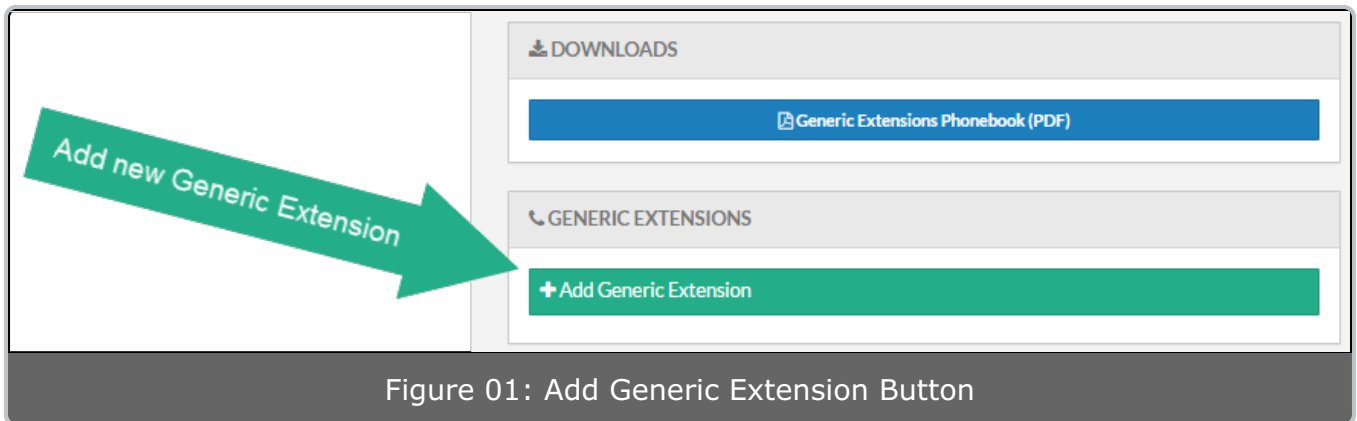 DOWNLOADS
Generic Extensions Phonebook (PDF)
Add new Generic Extension
GENERIC EXTENSIONS
+ Add Generic Extension
Figure 01: Add Generic Extension Button